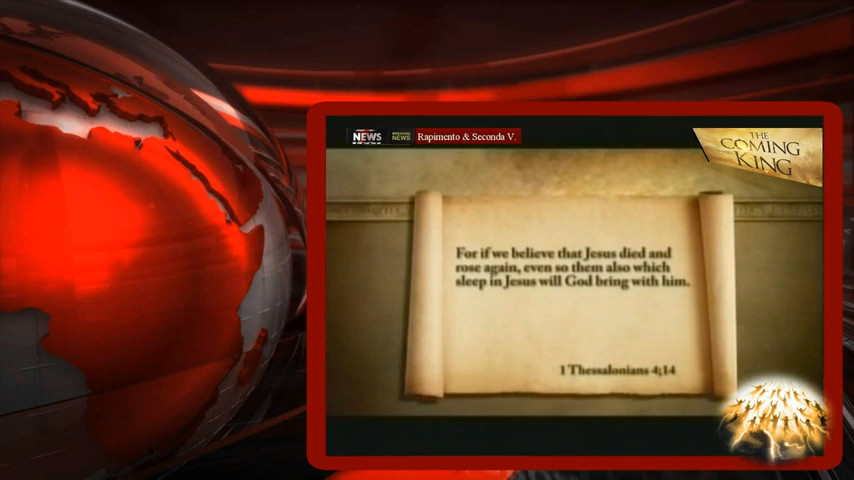 NEWS
BREAKING
NEWS
Rapimento & Seconda V.
THE
COMING
KING
For if we believe that Jesus died and
rose again, even so them also which
sleep in Jesus will God bring with him.
1 Thessalonians 4;14